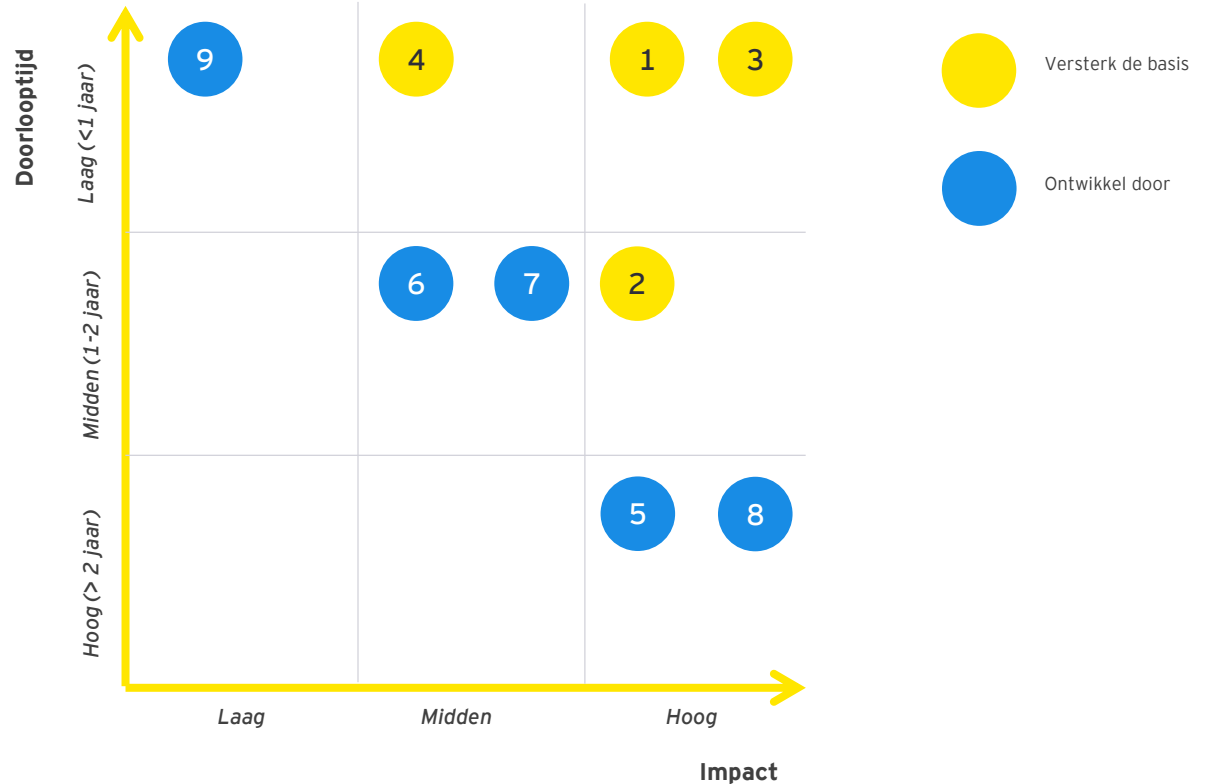 Doorlooptijd
Laag (<1 jaar)
9
4
1
3
Versterk de basis
Ontwikkel door
Midden (1-2 jaar)
6
7
2
Hoog (> 2 jaar)
5
8
Laag
Midden
Hoog
Impact